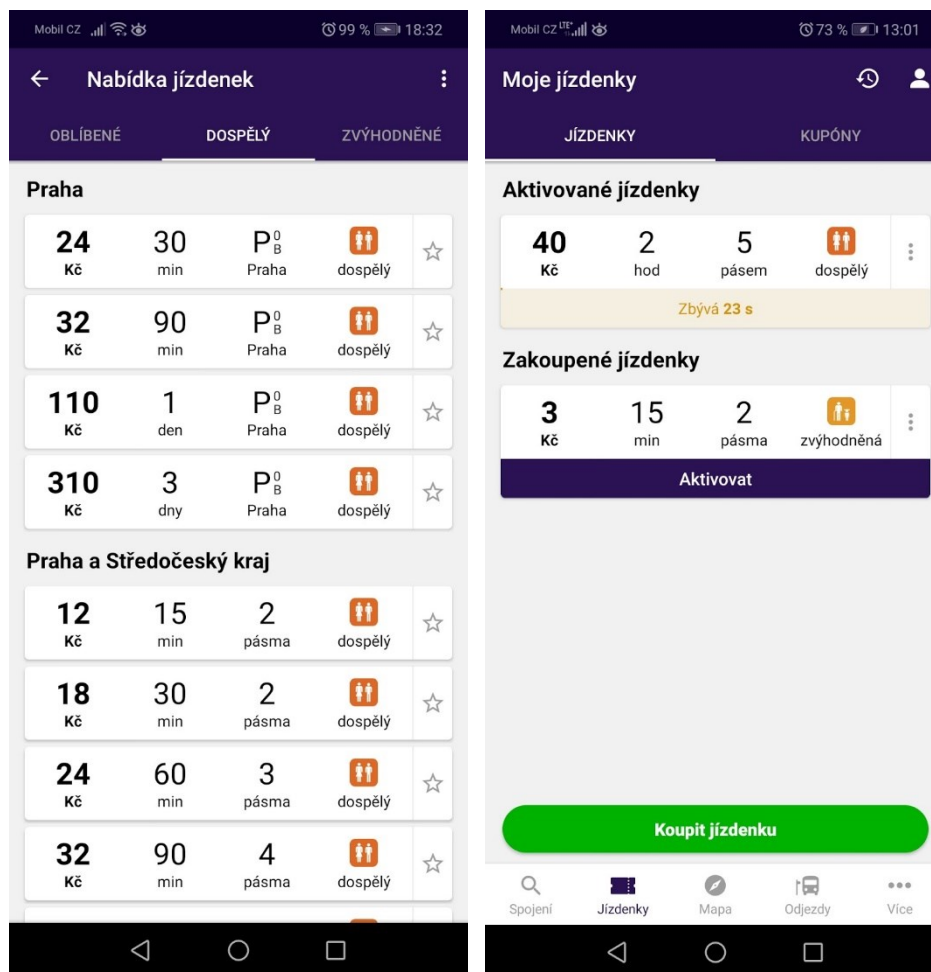 Mobil CZ 99 % 18:32
Nabídka jízdenek
OBLÍBENÉ DOSPĚLÝ ZVÝHODNĚNÉ
Praha
24 30 P 0 B
Kč min Praha dospělý
32 90 P 0 B
Kč min Praha dospělý
110 1 P 0 B
Kč den Praha dospělý
310 3 P 0 B
Kč dny Praha dospělý
Praha a Středočeský kraj
12 15 2
Kč min pásma dospělý
18 30 2
Kč min pásma dospělý
24 60 3
Kč min pásma dospělý
32 90 4
Kč min pásma dospělý
Mobil CZ LTE+ 73 % 13:01
Moje jízdenky
JÍZDENKY KUPÓNY
Aktivované jízdenky
40 2 5
Kč hod pásem dospělý
Zbývá 23 s
Zakoupené jízdenky
3 15 2
Kč min pásma zvýhodněná
Aktivovat
Koupit jízdenku
Spojení Jízdenky Mapa Odjezdy Více